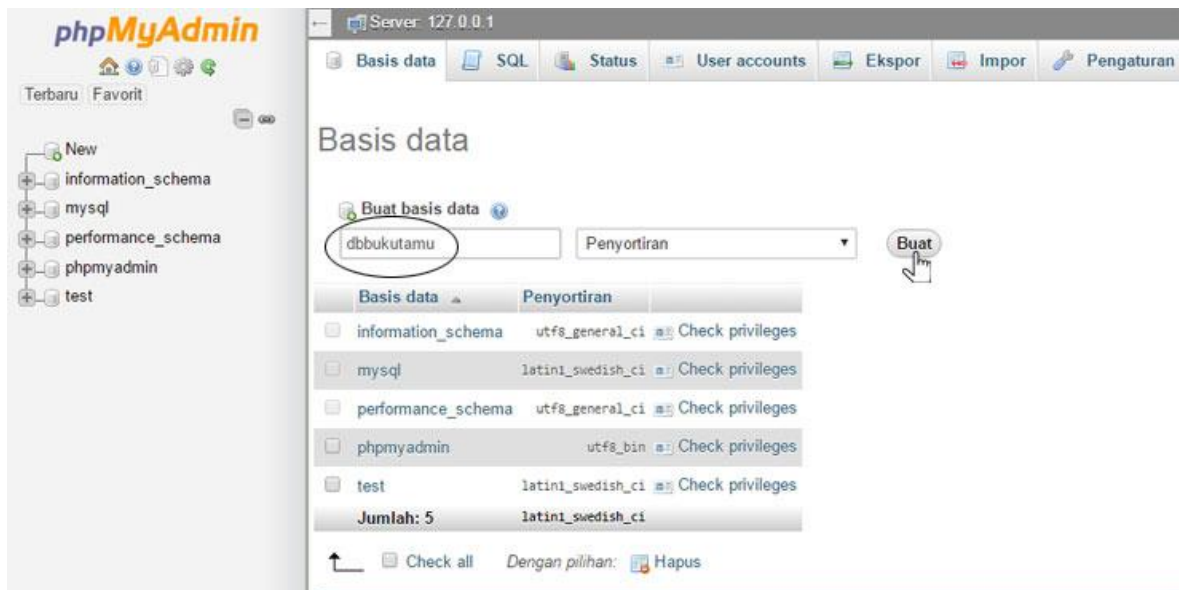 phpMyAdmin
Terbaru Favorit
New
information_schema
mysql
performance_schema
phpmyadmin
test
Server: 127.0.0.1
Basis data SQL Status User accounts Ekspor Impor Pengaturan
Basis data
Buat basis data
dbbukutamu Penyortiran Buat
Basis data Penyortiran
information_schema utf8_general_ci Check privileges
mysql latin1_swedish_ci Check privileges
performance_schema utf8_general_ci Check privileges
phpmyadmin utf8_bin Check privileges
test latin1_swedish_ci Check privileges
Jumlah: 5 latin1_swedish_ci
Check all Dengan pilihan: Hapus